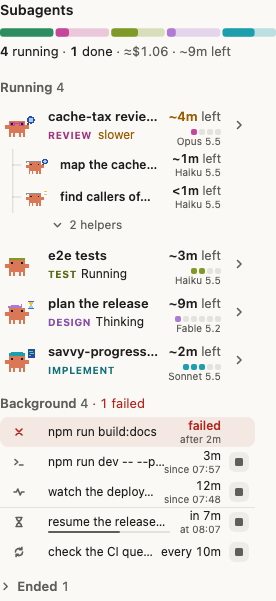 Subagents
4 running · 1 done · ≈$1.06 · ~9m left
Running 4
cache-tax revie... ~4m left
REVIEW slower Opus 5.5
map the cache... ~1m left
Haiku 5.5
find callers of... <1m left
Haiku 5.5
2 helpers
e2e tests ~3m left
TEST Running Haiku 5.5
plan the release ~9m left
DESIGN Thinking Fable 5.2
savvy-progress... ~2m left
IMPLEMENT Sonnet 5.5
Background 4 · 1 failed
npm run build:docs failed
after 2m
npm run dev -- --p... 3m
since 07:57
watch the deploy... 12m
since 07:48
resume the release... in 7m
at 08:07
check the CI que... every 10m
Ended 1